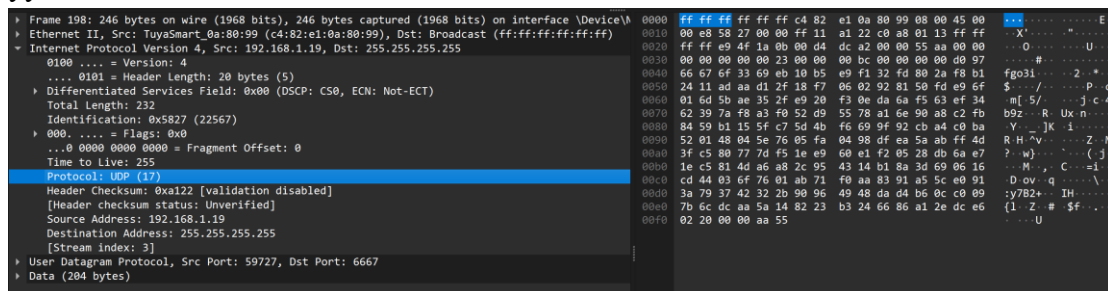 Frame 198: 246 bytes on wire (1968 bits), 246 bytes captured (1968 bits) on interface \Device\
Ethernet II, Src: TuyaSmart_0a:80:99 (c4:82:e1:0a:80:99), Dst: Broadcast (ff:ff:ff:ff:ff:ff)
Internet Protocol Version 4, Src: 192.168.1.19, Dst: 255.255.255.255
0100 .... = Version: 4
.... 0101 = Header Length: 20 bytes (5)
Differentiated Services Field: 0x00 (DSCP: CS0, ECN: Not-ECT)
Total Length: 232
Identification: 0x5827 (22567)
000. .... = Flags: 0x0
...0 0000 0000 0000 = Fragment Offset: 0
Time to Live: 255
Protocol: UDP (17)
Header Checksum: 0xa122 [validation disabled]
[Header checksum status: Unverified]
Source Address: 192.168.1.19
Destination Address: 255.255.255.255
[Stream index: 3]
User Datagram Protocol, Src Port: 59727, Dst Port: 6667
Data (204 bytes)
0000 ff ff ff ff ff ff c4 82 e1 0a 80 99 08 00 45 00
0010 00 e8 58 27 00 00 ff 11 a1 22 c0 a8 01 13 ff ff
0020 ff ff e9 4f 1a 0b 00 d4 dc a2 00 00 55 aa 00 00
0030 00 00 00 00 00 23 00 00 00 bc 00 00 00 00 d0 97
0040 66 67 6f 33 69 eb 10 b5 e9 f1 32 fd 80 2a f8 b1
0050 24 11 ad aa d1 2f 18 f7 06 02 92 81 50 fd e9 6f
0060 01 6d 5b ae 35 2f e9 20 f3 0e da 6a f5 63 ef 34
0070 62 39 7a f8 a3 f0 52 d9 55 78 a1 6e 90 a8 c2 fb
0080 84 59 b1 15 5f c7 5d 4b f6 69 9f 92 cb a4 c0 ba
0090 52 01 48 04 5e 76 05 98 04 fd ea 5a ab ff 4d
00a0 3f c5 80 77 7d f5 1e e9 60 e1 f2 05 28 db 6a e7
00b0 1e c5 81 4d a6 a8 2c 95 43 14 b1 8a 3d 69 06 16
00c0 cd 44 03 6f 76 01 ab 71 f0 aa 83 91 a5 5c e0 91
00d0 3a 79 37 42 32 2b 90 96 49 48 da d4 b6 0c c0 09
00e0 7b 6c dc aa 5a 14 82 23 b3 24 66 86 a1 2e dc e6
00f0 02 20 00 00 aa 55